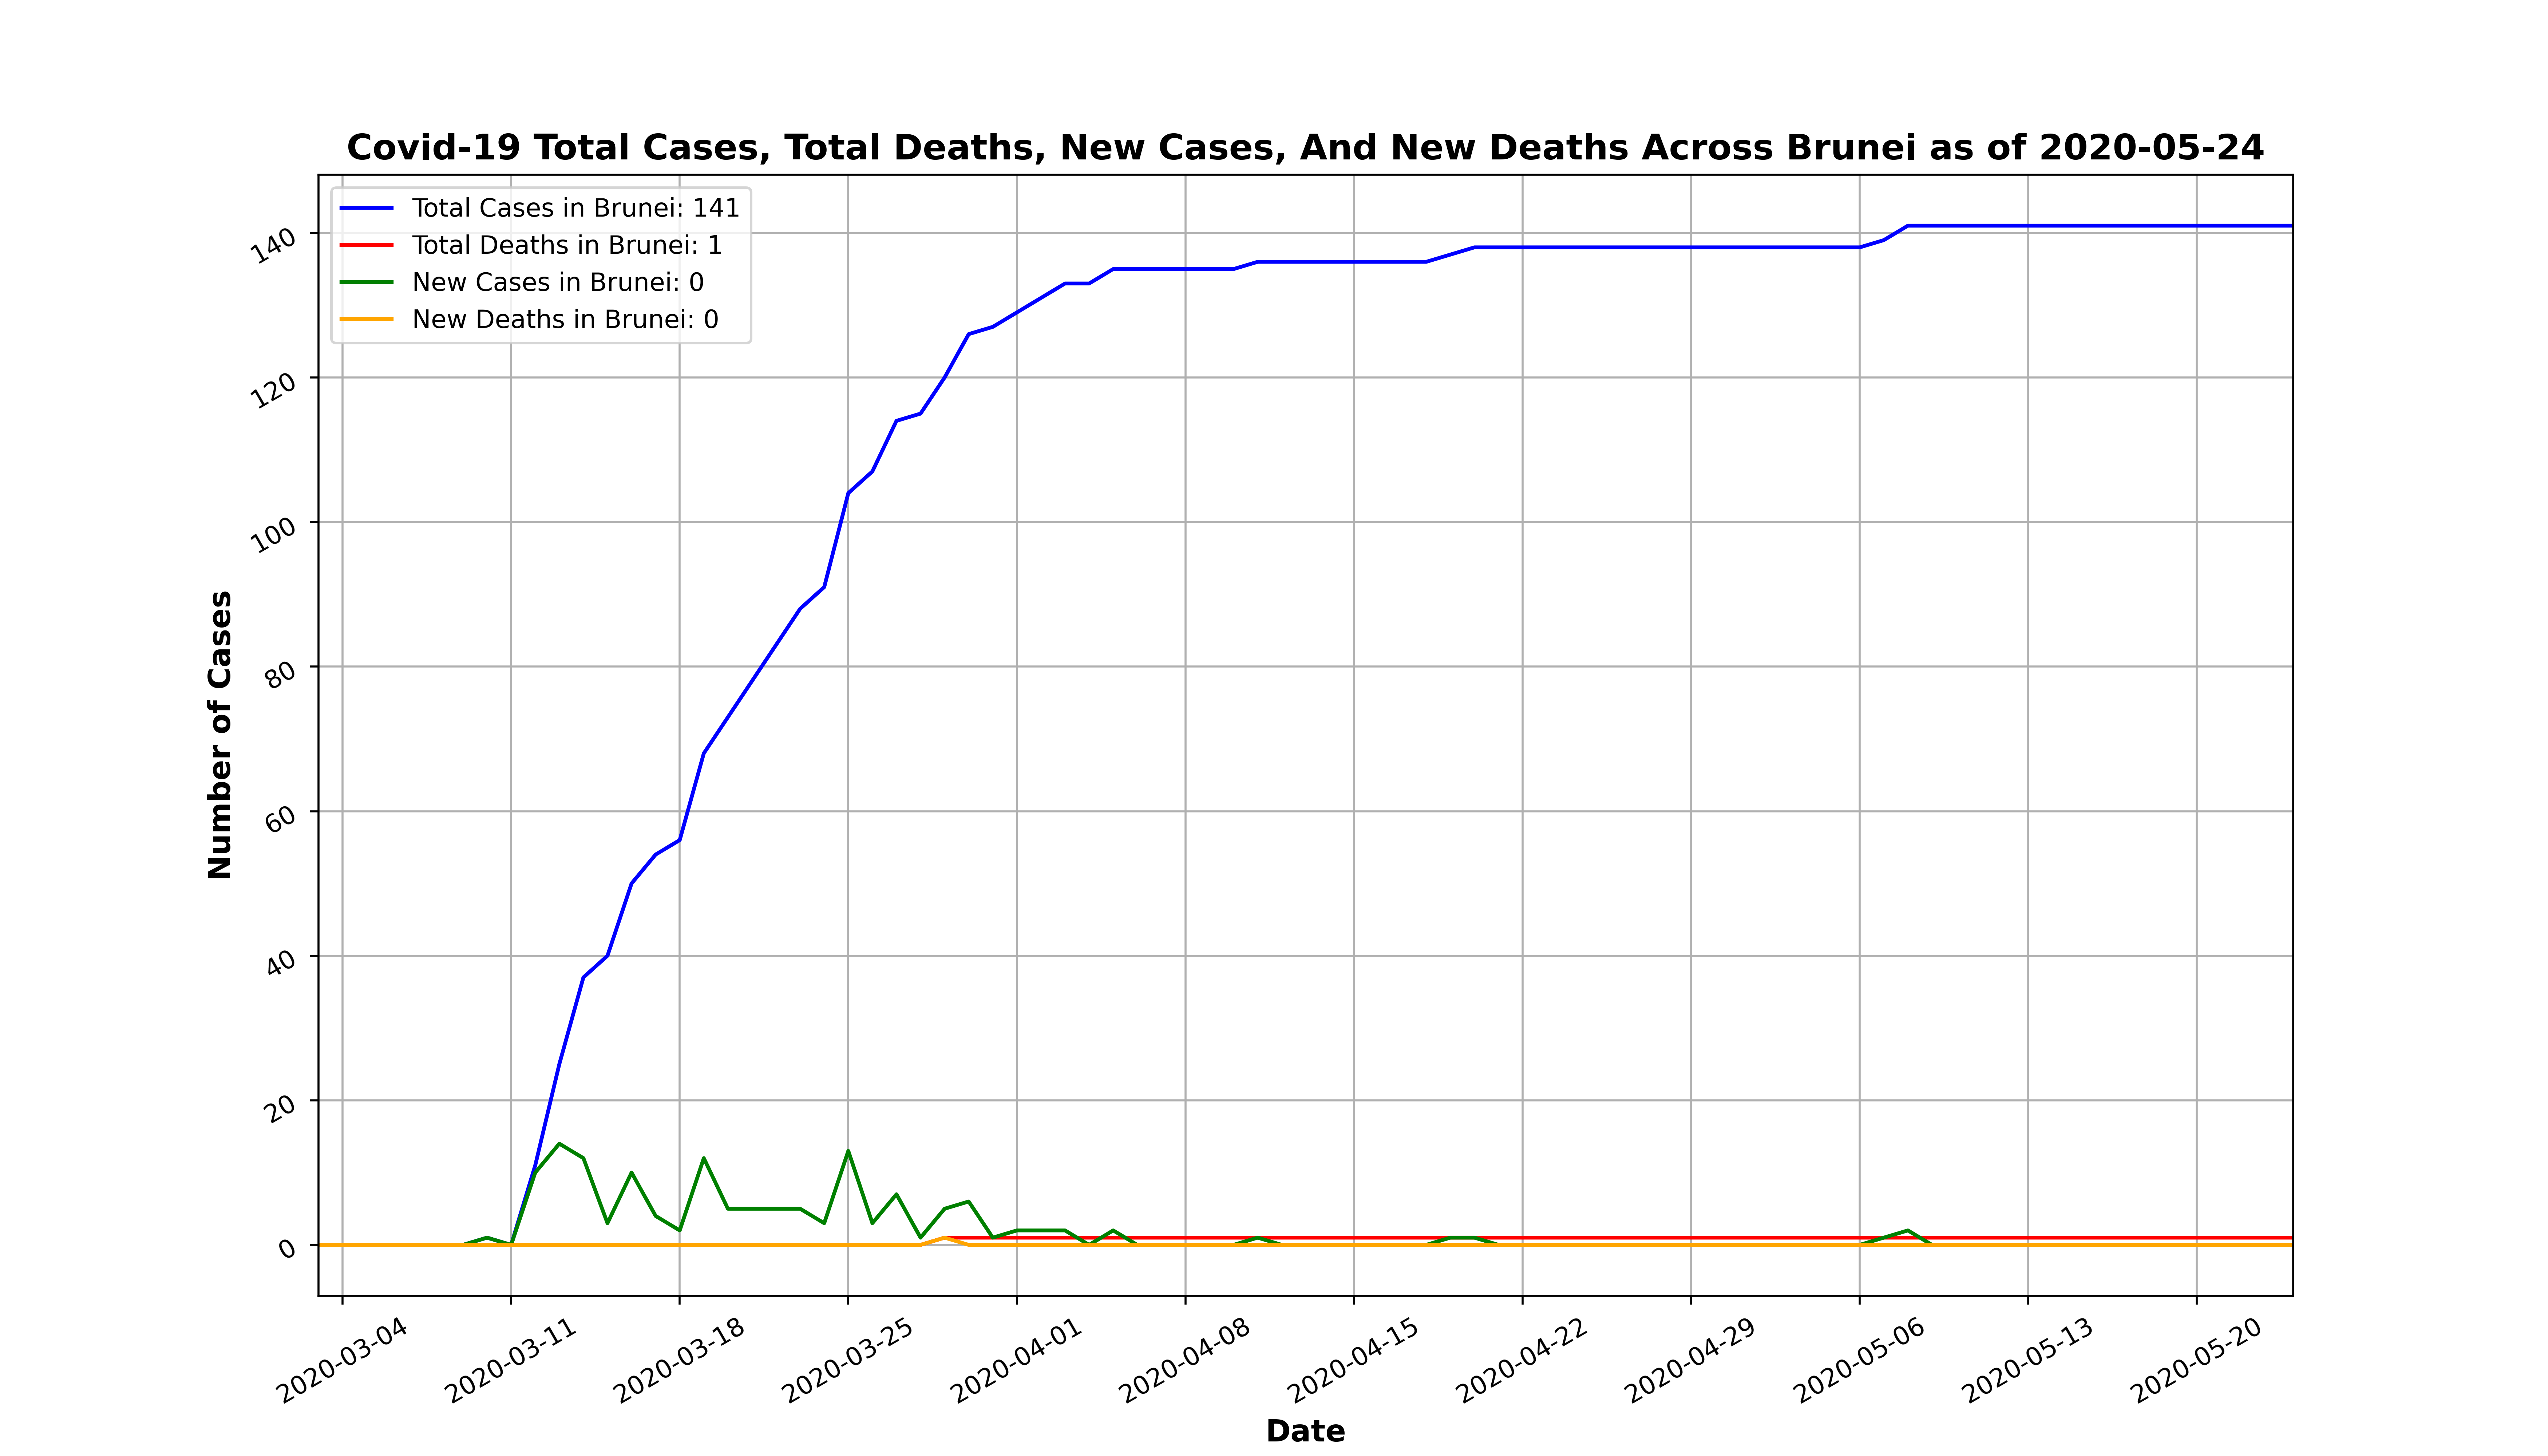 Covid-19 Total Cases, Total Deaths, New Cases, And New Deaths Across Brunei as of 2020-05-24
Total Cases in Brunei: 141
Total Deaths in Brunei: 1
New Cases in Brunei: 0
New Deaths in Brunei: 0
Number of Cases
140
120
100
80
60
40
20
0
2020-03-04
2020-03-11
2020-03-18
2020-03-25
2020-04-01
2020-04-08
2020-04-15
2020-04-22
2020-04-29
2020-05-06
2020-05-13
2020-05-20
Date